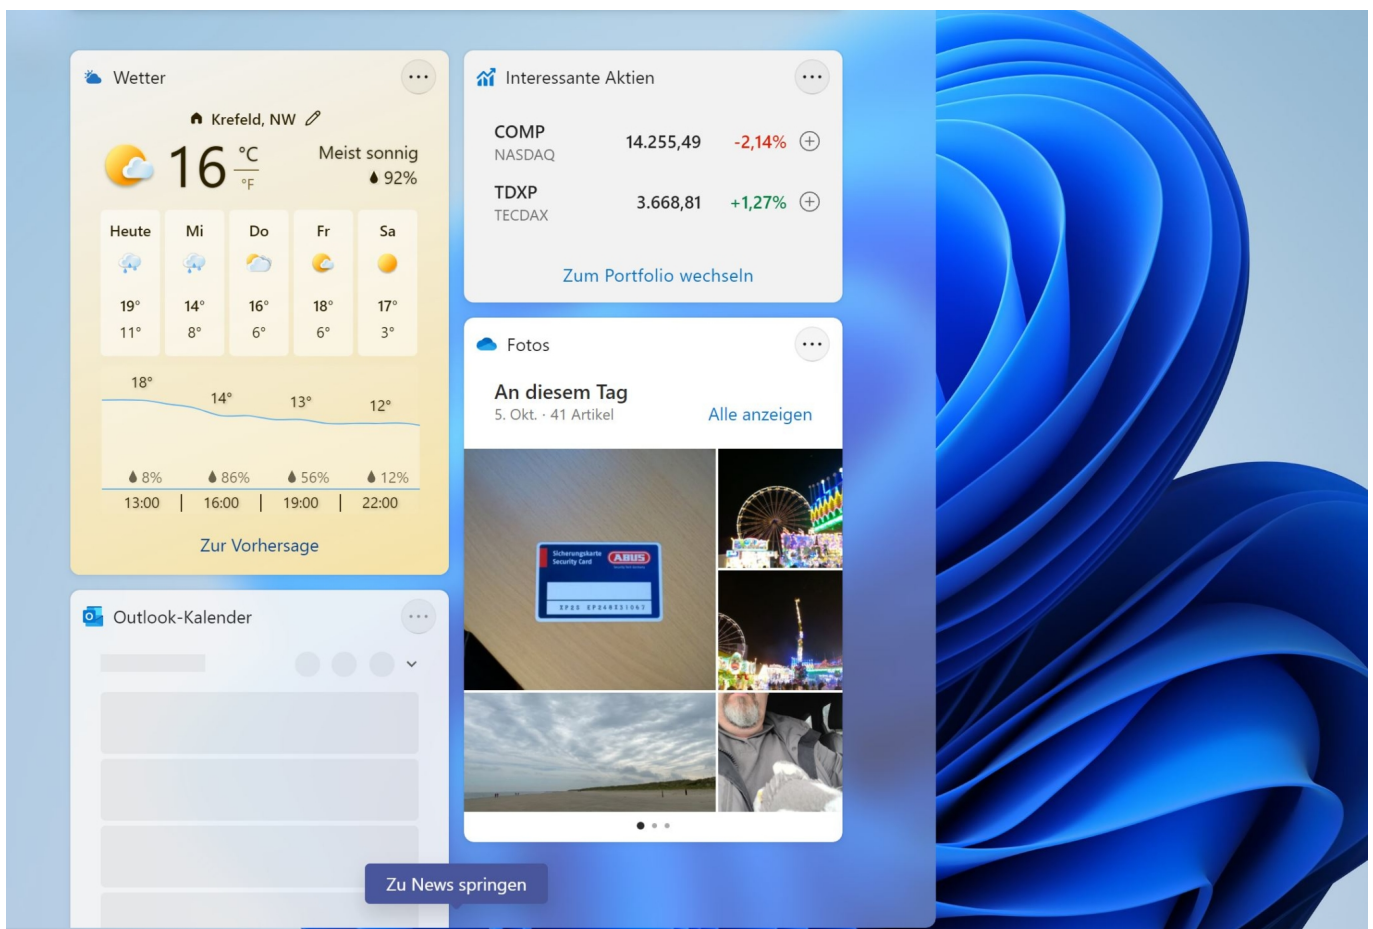 Wetter
Krefeld, NW
16 °C
°F
Meist sonnig
92%
Heute Mi Do Fr Sa
19° 14° 16° 18° 17°
11° 8° 6° 6° 3°
18° 14° 13° 12°
8% 86% 56% 12%
13:00 | 16:00 | 19:00 | 22:00
Zur Vorhersage
Outlook-Kalender
Interessante Aktien
COMP 14.255,49 -2,14%
NASDAQ
TDXP 3.668,81 +1,27%
TECDAX
Zum Portfolio wechseln
Fotos
An diesem Tag
5. Okt. · 41 Artikel
Alle anzeigen
Sicherungskarte
Security Card
ABUS
Zu News springen